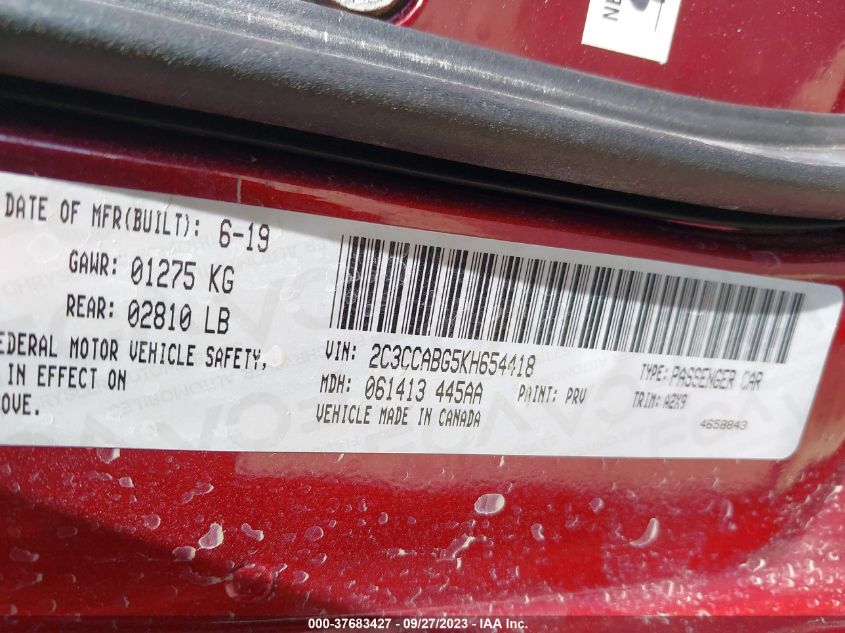 NE
DATE OF MFR(BUILT): 6-19
GAWR: 01275 KG
REAR: 02810 LB
EDERAL MOTOR VEHICLE SAFETY,
IN EFFECT ON
OVE.
VIN: 2C3CCABG5KH654418
TYPE: PASSENGER CAR
MDH: 061413 445AA PAINT: PRV
TRIM: A2X9
VEHICLE MADE IN CANADA
4658843
000-37683427 - 09/27/2023 - IAA Inc.